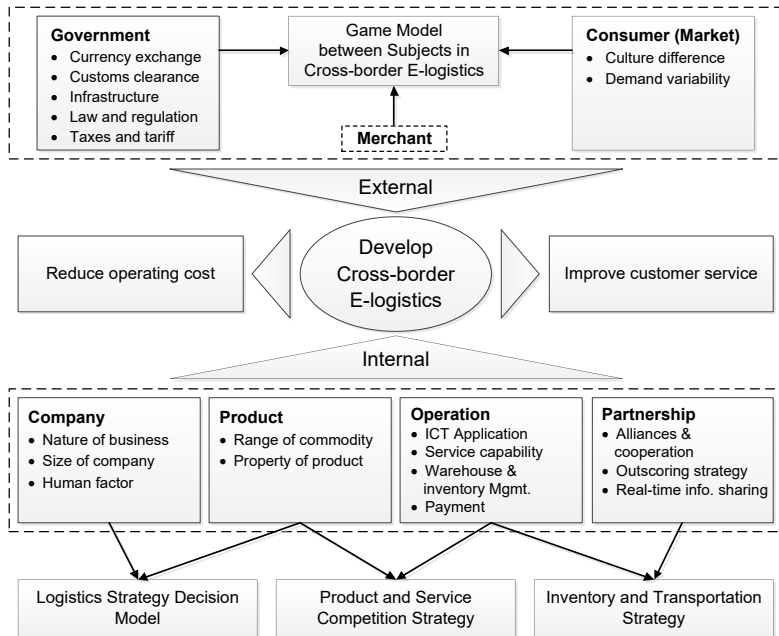 Government
• Currency exchange
• Customs clearance
• Infrastructure
• Law and regulation
• Taxes and tariff
Game Model
between Subjects in
Cross-border E-logistics
Merchant
Consumer (Market)
• Culture difference
• Demand variability
External
Reduce operating cost
Develop
Cross-border
E-logistics
Improve customer service
Internal
Company
• Nature of business
• Size of company
• Human factor
Product
• Range of commodity
• Property of product
Operation
• ICT Application
• Service capability
• Warehouse &
inventory Mgmt.
• Payment
Partnership
• Alliances &
cooperation
• Outscoring strategy
• Real-time info. sharing
Logistics Strategy Decision
Model
Product and Service
Competition Strategy
Inventory and Transportation
Strategy